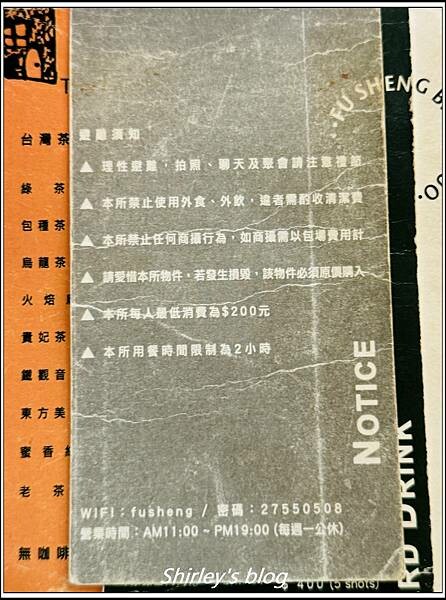 FU SHENG
台灣茶
綠茶
包種茶
烏龍茶
火焙
貴妃茶
鐵觀音
東方美
蜜香
老茶
無咖啡
避難須知
▲ 理性避難，拍照、聊天及聚會請注意禮節
▲ 本所禁止使用外食、外飲，違者需酌收清潔費
▲ 本所禁止任何商攝行為，如商攝需以包場費用計
▲ 請愛惜本所物件，若發生損毀，該物件必須原價購入
▲ 本所每人最低消費為$200元
▲ 本所用餐時間限制為2小時
NOTICE
WIFI：fusheng / 密碼：27550508
營業時間：AM11:00 ~ PM19:00 (每週一公休)
RD DRINK
400 (5 shots)
Shirley's blog